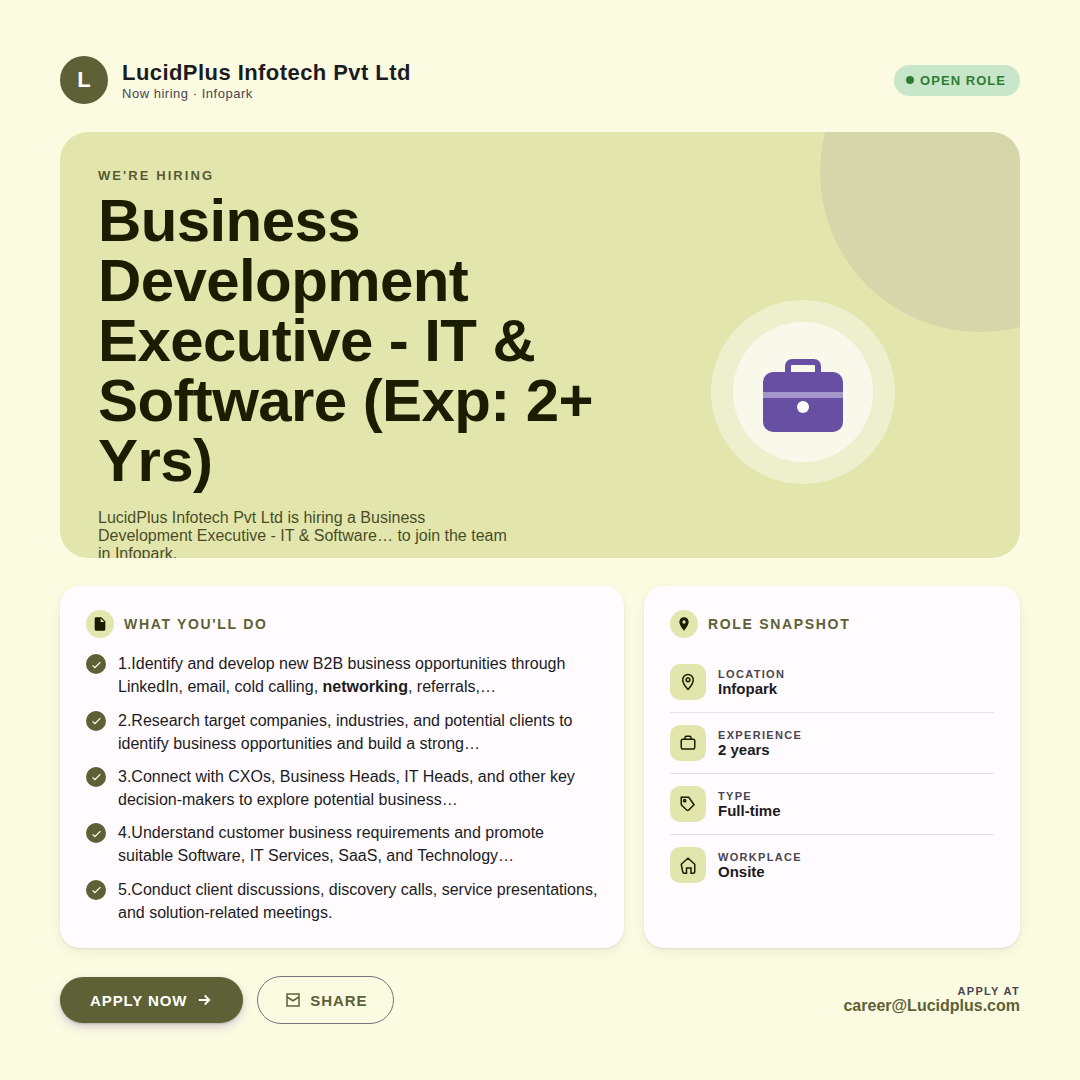 L
LucidPlus Infotech Pvt Ltd
Now hiring · Infopark
OPEN ROLE
WE'RE HIRING
Business
Development
Executive - IT &
Software (Exp: 2+
Yrs)
LucidPlus Infotech Pvt Ltd is hiring a Business
Development Executive - IT & Software… to join the team
in Infopark.
WHAT YOU'LL DO
1.Identify and develop new B2B business opportunities through
LinkedIn, email, cold calling, networking, referrals,…
2.Research target companies, industries, and potential clients to
identify business opportunities and build a strong…
3.Connect with CXOs, Business Heads, IT Heads, and other key
decision-makers to explore potential business…
4.Understand customer business requirements and promote
suitable Software, IT Services, SaaS, and Technology…
5.Conduct client discussions, discovery calls, service presentations,
and solution-related meetings.
ROLE SNAPSHOT
LOCATION
Infopark
EXPERIENCE
2 years
TYPE
Full-time
WORKPLACE
Onsite
APPLY NOW
SHARE
APPLY AT
career@Lucidplus.com